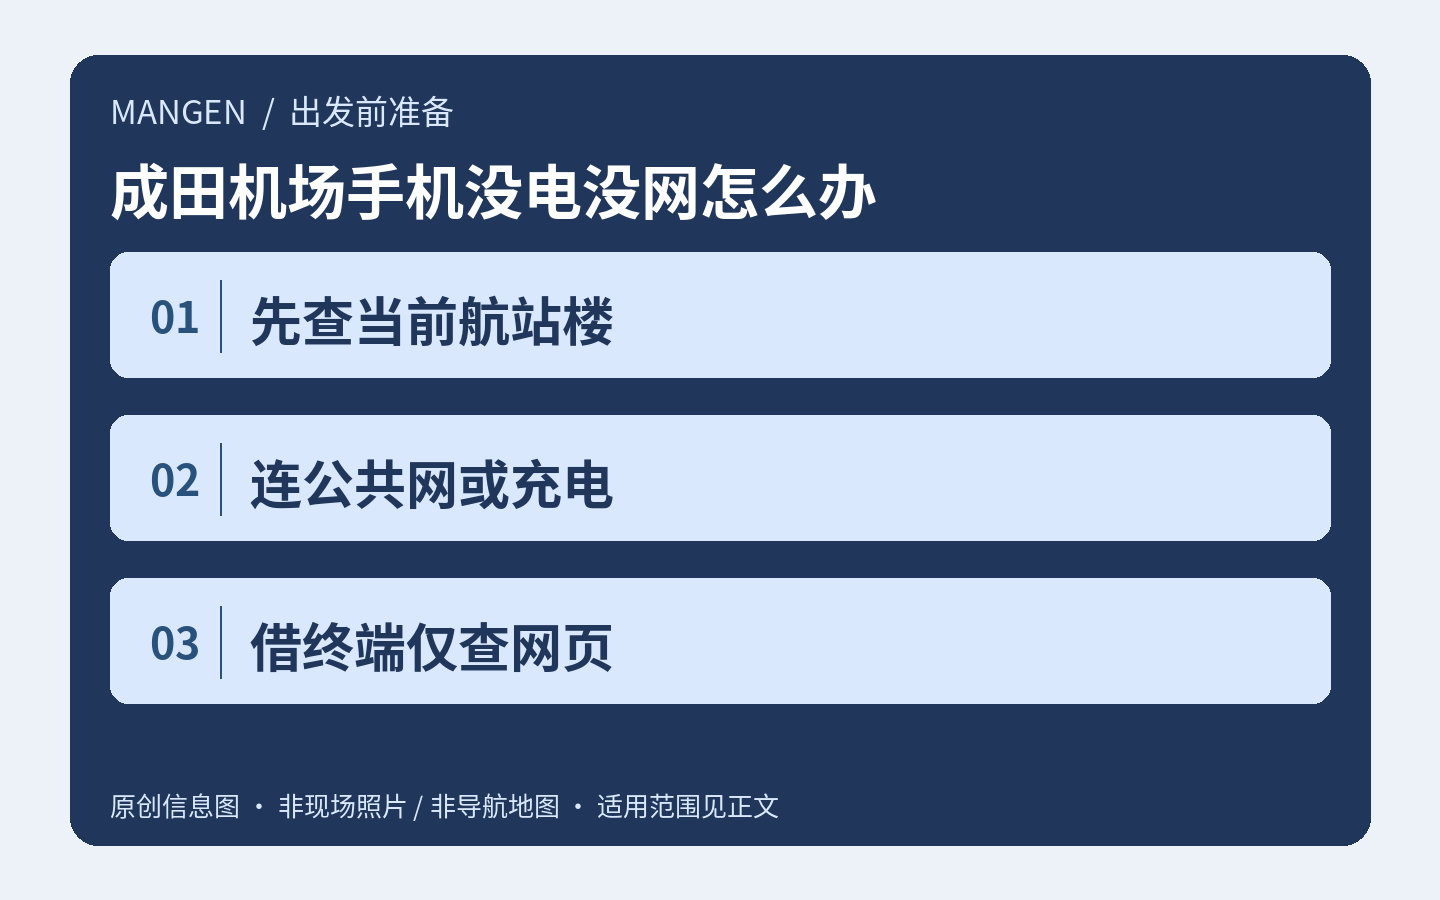 MANGEN / 出发前准备
成田机场手机没电没网怎么办
01 先查当前航站楼
02 连公共网或充电
03 借终端仅查网页
原创信息图 · 非现场照片 / 非导航地图 · 适用范围见正文